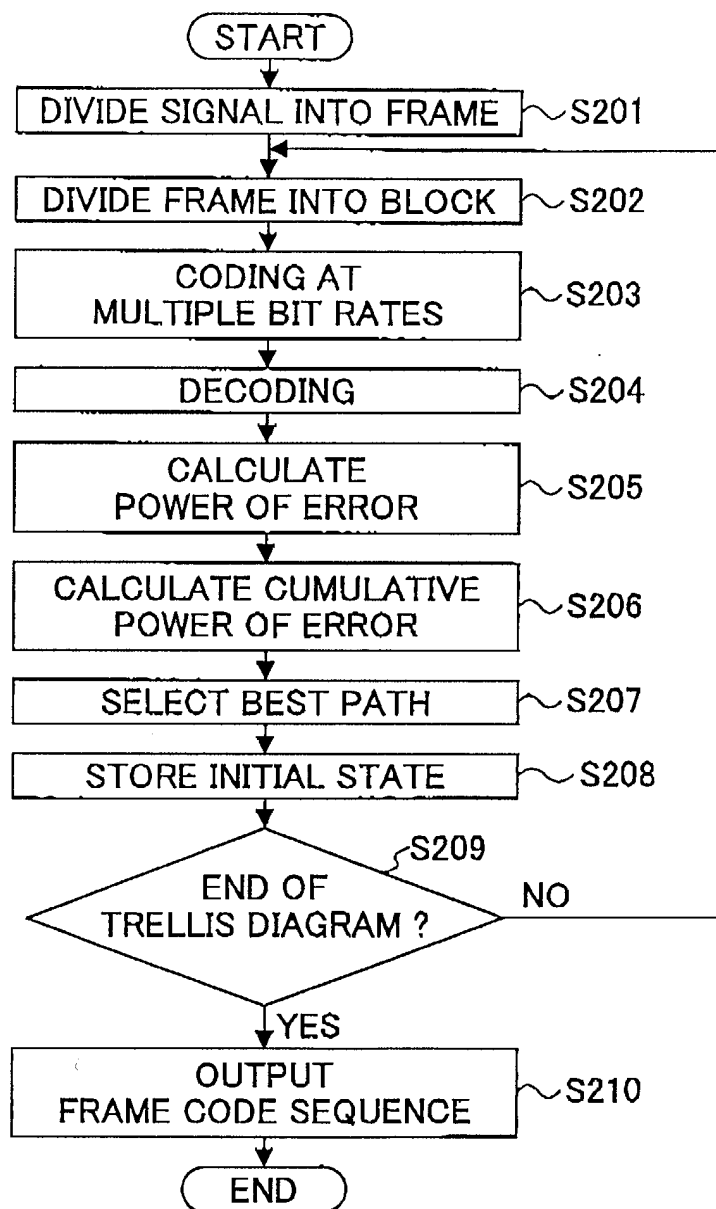 START
DIVIDE SIGNAL INTO FRAME
S201
DIVIDE FRAME INTO BLOCK
S202
CODING AT
MULTIPLE BIT RATES
S203
DECODING
S204
CALCULATE
POWER OF ERROR
S205
CALCULATE CUMULATIVE
POWER OF ERROR
S206
SELECT BEST PATH
S207
STORE INITIAL STATE
S208
S209
END OF
TRELLIS DIAGRAM ?
NO
YES
OUTPUT
FRAME CODE SEQUENCE
S210
END